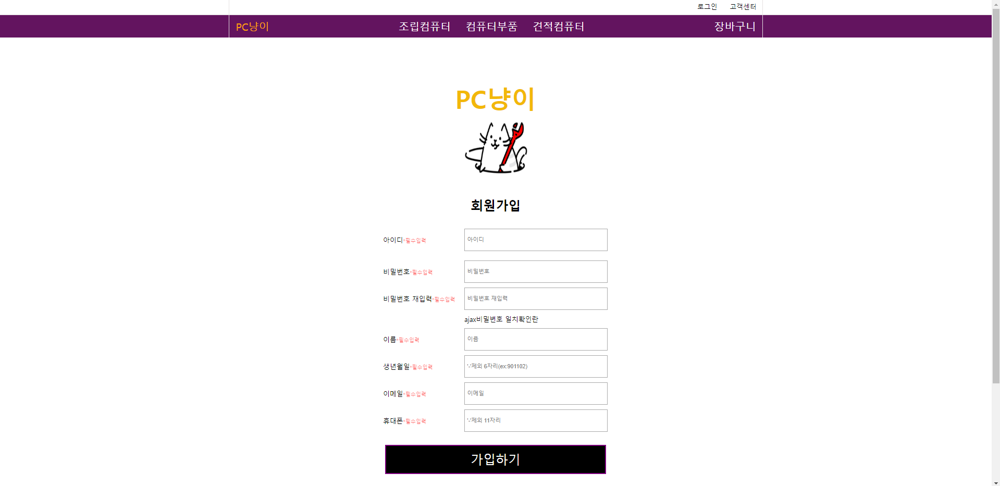 로그인 고객센터
PC냥이 조립컴퓨터 컴퓨터부품 견적컴퓨터 장바구니
PC냥이
회원가입
아이디*필수입력 아이디
비밀번호*필수입력 비밀번호
비밀번호 재입력*필수입력 비밀번호 재입력
ajax비밀번호 일치확인란
이름*필수입력 이름
생년월일*필수입력 '-'제외 6자리(ex:901102)
이메일*필수입력 이메일
휴대폰*필수입력 '-'제외 11자리
가입하기